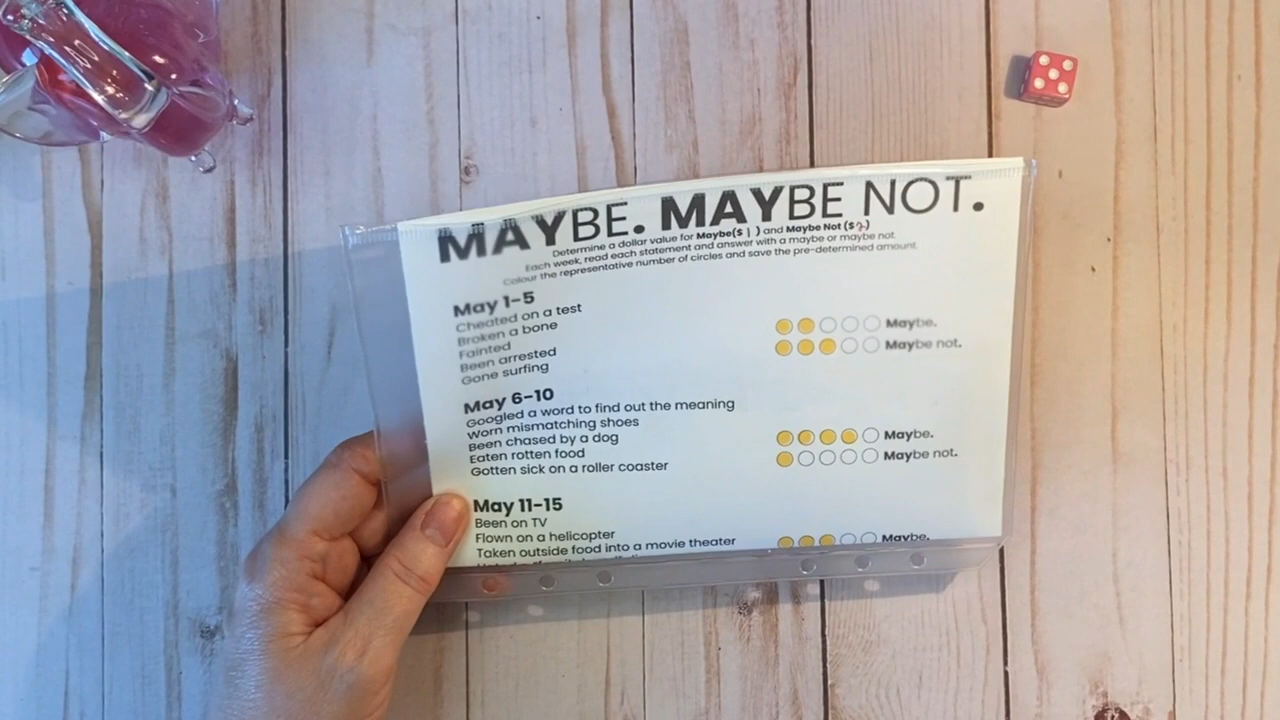 MAYBE. MAYBE NOT.
Determine a dollar value for Maybe($ 1 ) and Maybe Not ($ 2)
Each week, read each statement and answer with a maybe or maybe not.
Colour the representative number of circles and save the pre-determined amount.
May 1-5
Cheated on a test
Broken a bone
Fainted
Been arrested
Gone surfing
Maybe.
Maybe not.
May 6-10
Googled a word to find out the meaning
Worn mismatching shoes
Been chased by a dog
Eaten rotten food
Gotten sick on a roller coaster
Maybe.
Maybe not.
May 11-15
Been on TV
Flown on a helicopter
Taken outside food into a movie theater
Maybe.